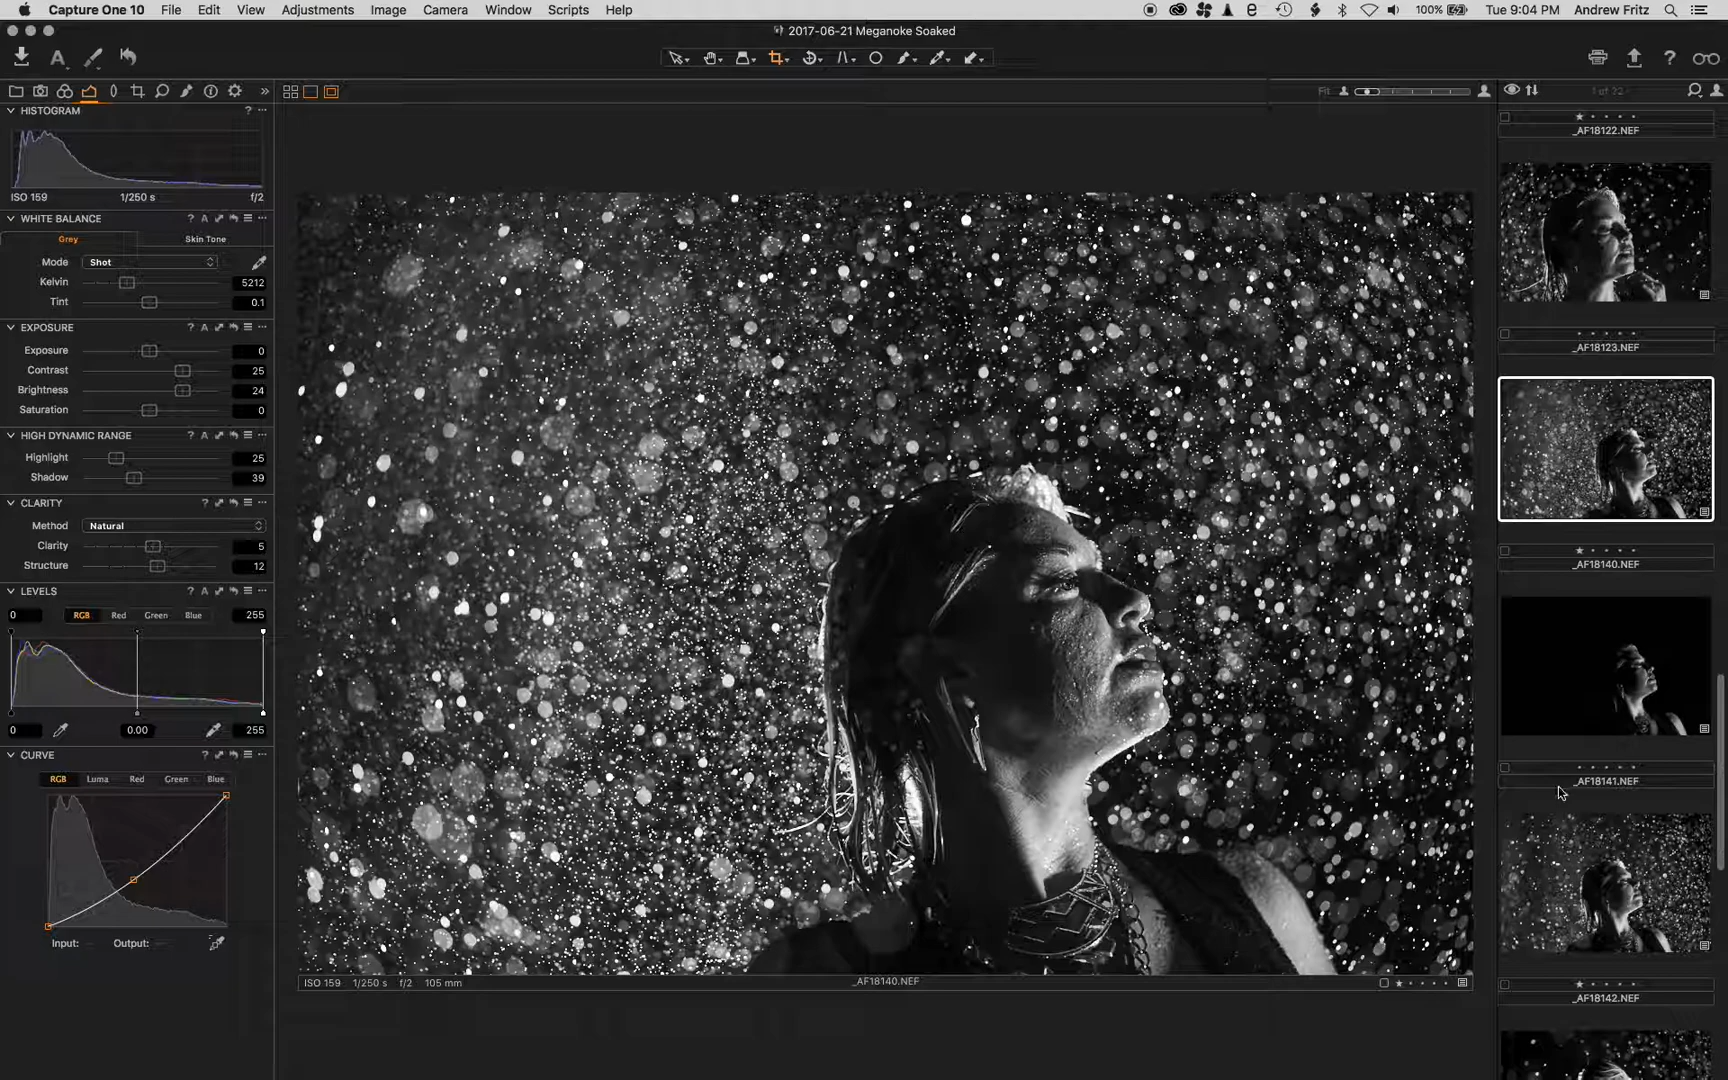 Capture One 10 File Edit View Adjustments Image Camera Window Scripts Help 100% Tue 9:04 PM Andrew Fritz
2017-06-21 Meganoke Soaked
HISTOGRAM ?
ISO 159 1/250 s f/2
WHITE BALANCE ? A
Grey Skin Tone
Mode Shot
Kelvin 5212
Tint 0.1
EXPOSURE ? A
Exposure 0
Contrast 25
Brightness 24
Saturation 0
HIGH DYNAMIC RANGE ? A
Highlight 25
Shadow 39
CLARITY ?
Method Natural
Clarity 5
Structure 12
LEVELS ? A
0 RGB Red Green Blue 255
0 0.00 255
CURVE ?
RGB Luma Red Green Blue
Input: Output:
ISO 159 1/250 s f/2 105 mm _AF18140.NEF
Fit
1 of 22
_AF18122.NEF
_AF18123.NEF
_AF18140.NEF
_AF18141.NEF
_AF18142.NEF